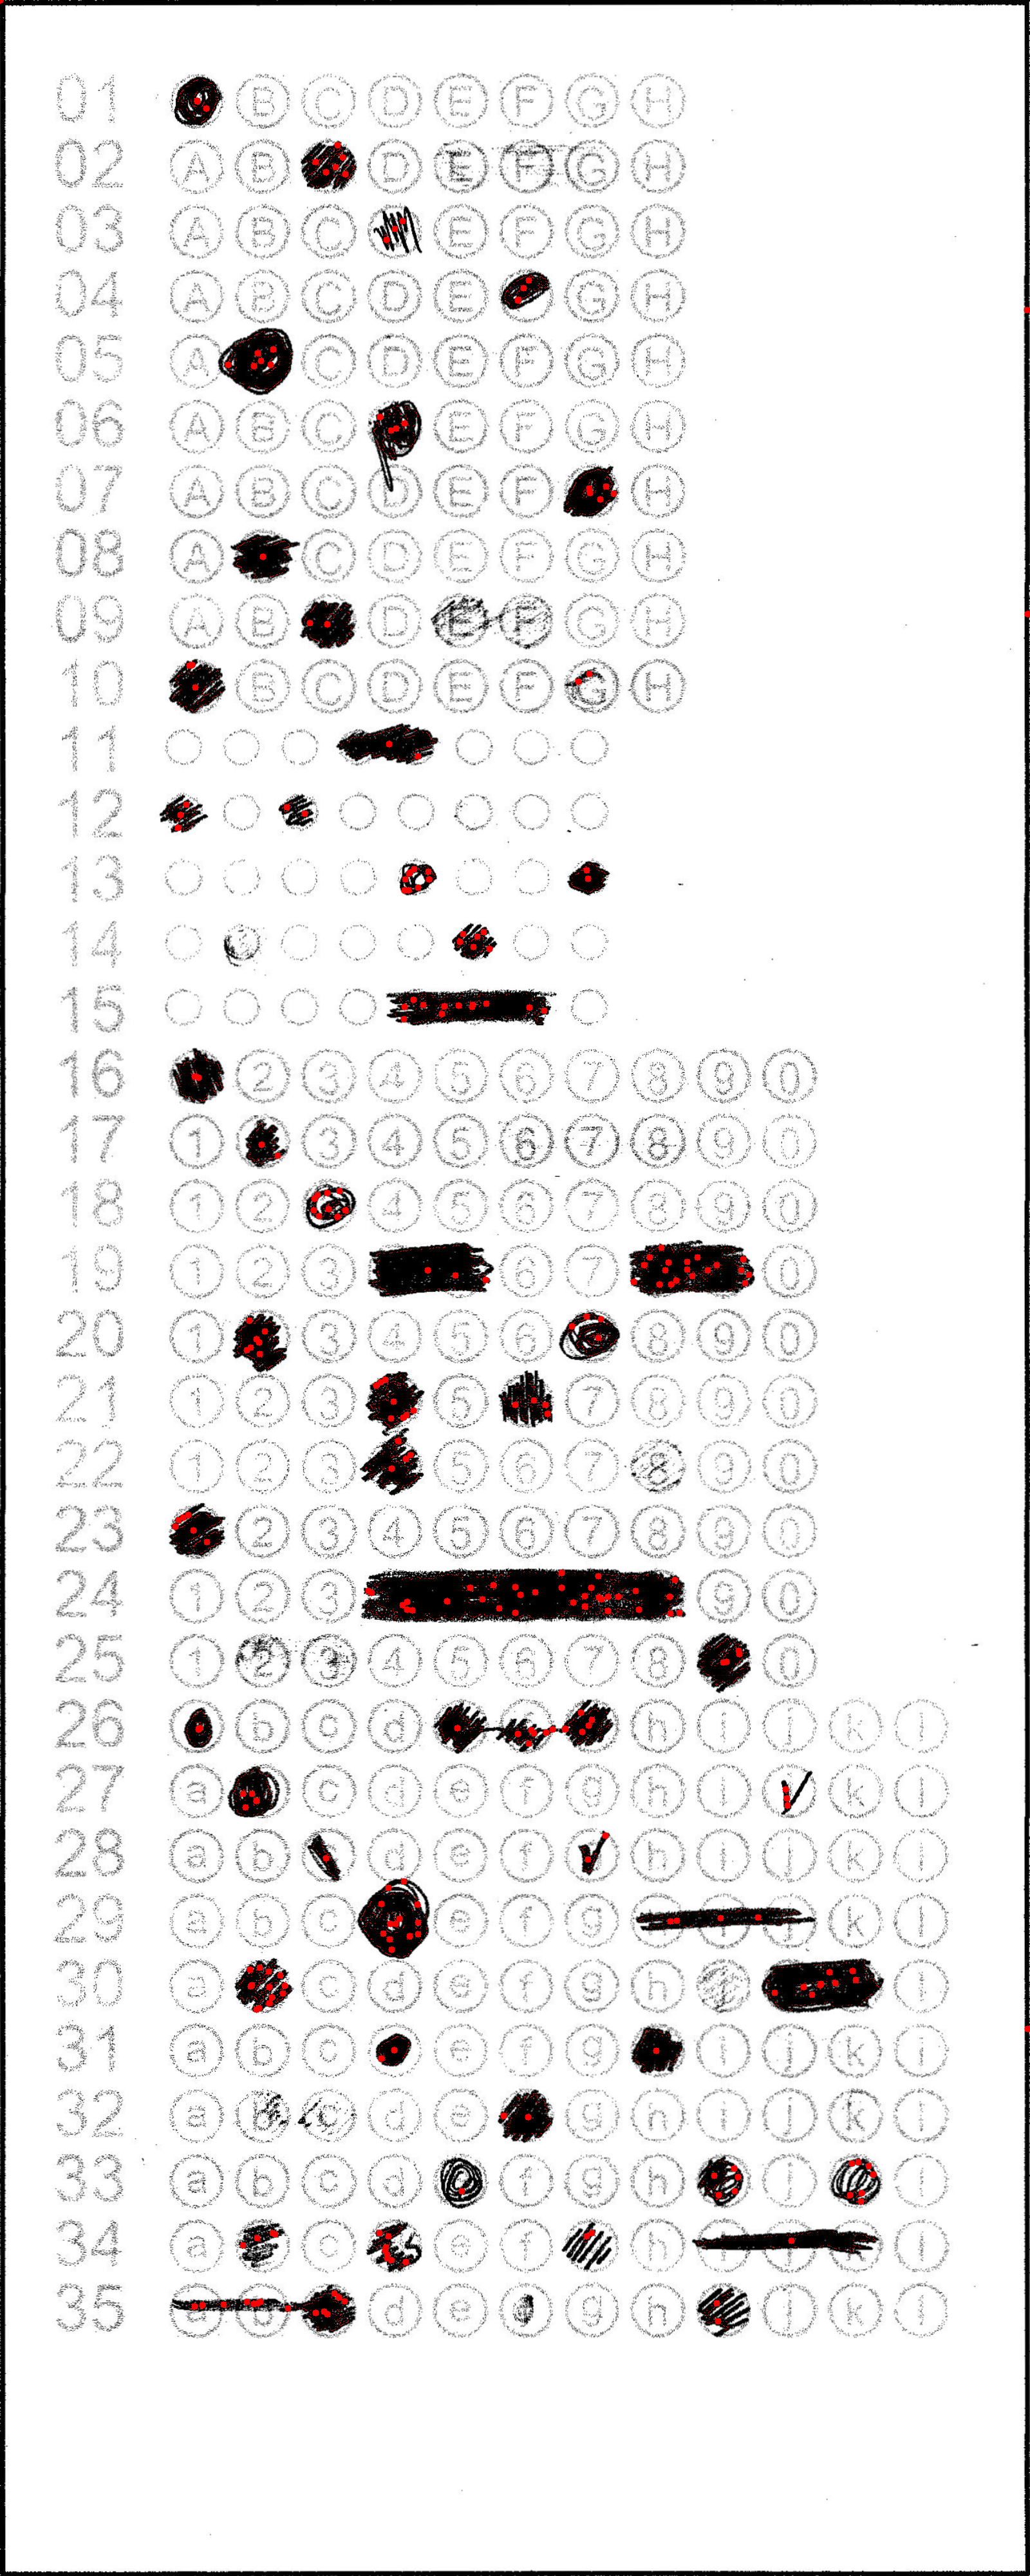 01 B C D E F G H
02 A B D E F G H
03 A B C E G H
04 A B C D E G H
05 A C D E F G H
06 A B C E F G H
07 A B C D E F H
08 A C D E F G H
09 A B D E F G H
10 B C D E F G H
11
12
13
14
15
16 2 3 4 5 6 7 8 9 0
17 1 3 4 5 6 7 8 9 0
18 1 2 4 5 6 7 8 9 0
19 1 2 3 6 7 0
20 1 3 4 5 6 8 9 0
21 1 2 3 5 7 8 9 0
22 1 2 3 5 6 7 8 9 0
23 2 3 4 5 6 7 8 9 0
24 1 2 3 9 0
25 1 2 3 4 5 6 7 8 0
26 b c d h i j k l
27 a c d e f g h i k l
28 a b d e f h i j k l
29 a b c e f g k l
30 a c d e f g h l
31 a b c e f g i j k l
32 a b c d e g h i j k l
33 a b c d f g h j l
34 a c e f h l
35 d e g h j k l